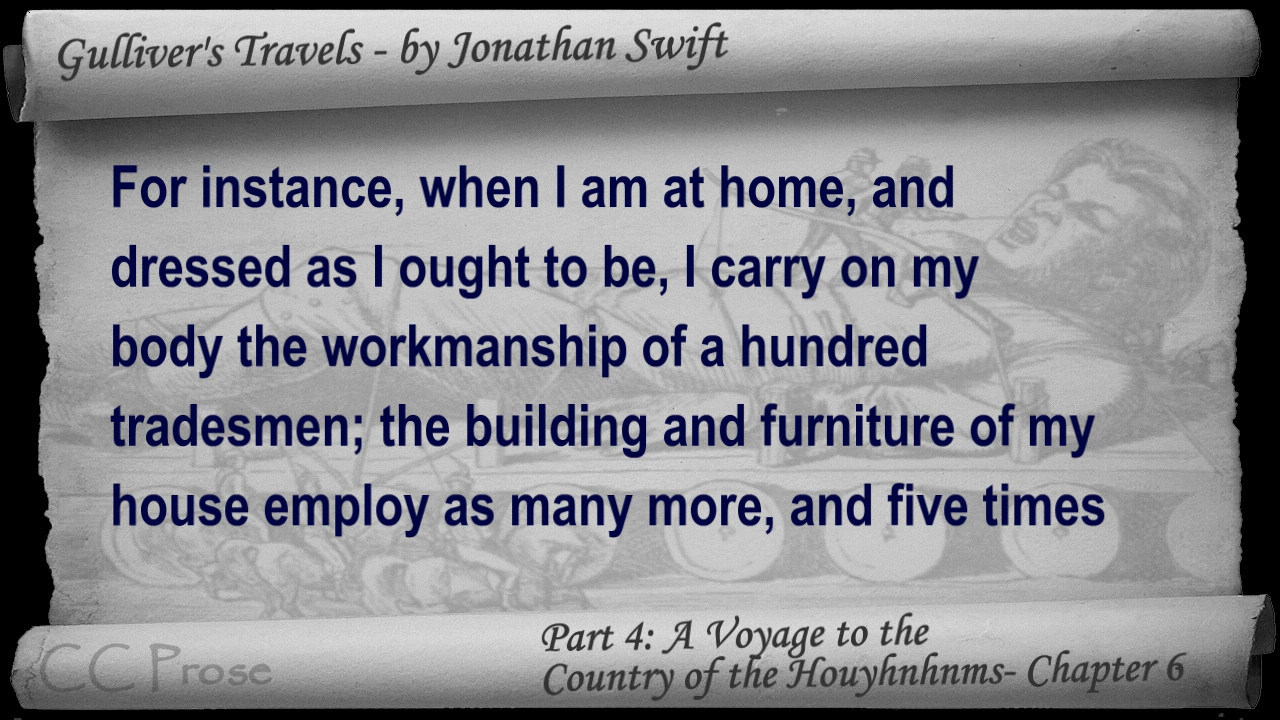 Gulliver's Travels - by Jonathan Swift
For instance, when I am at home, and
dressed as I ought to be, I carry on my
body the workmanship of a hundred
tradesmen; the building and furniture of my
house employ as many more, and five times
CC Prose
Part 4: A Voyage to the
Country of the Houyhnhnms- Chapter 6